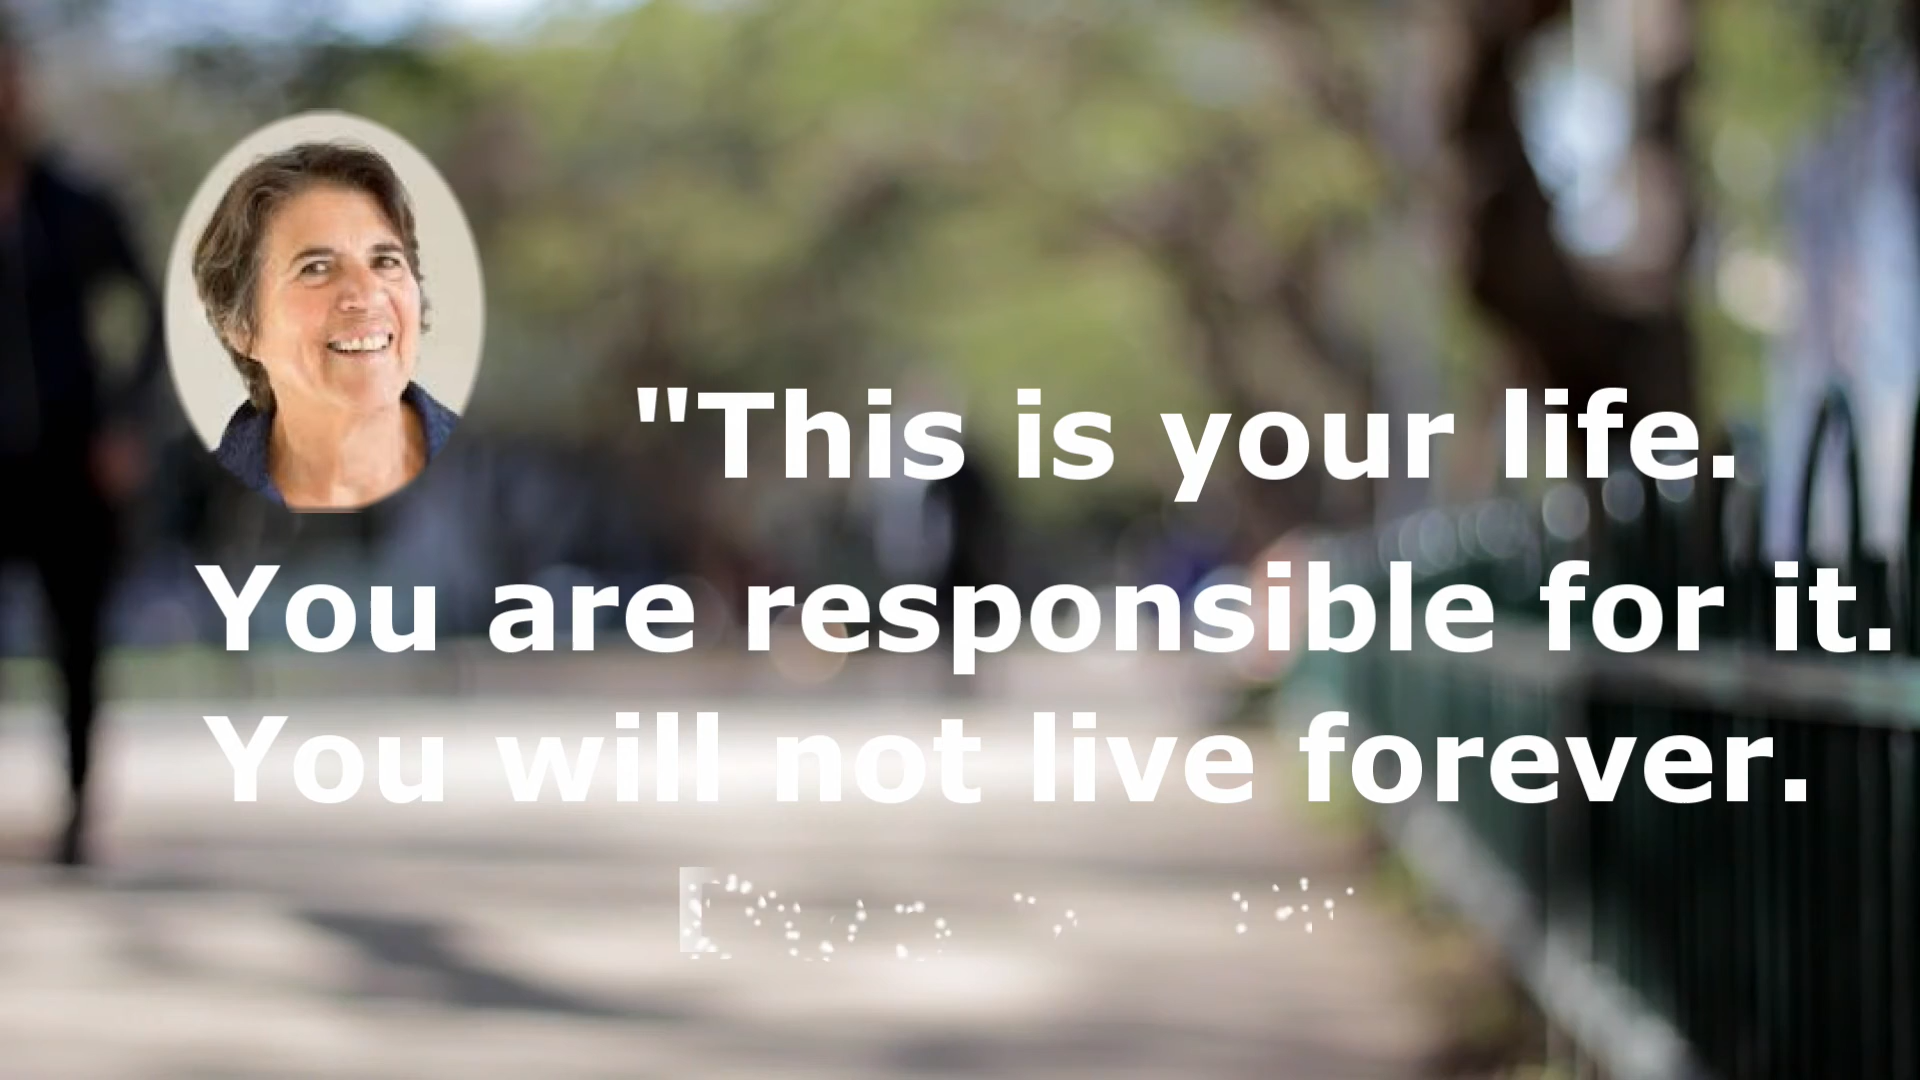 "This is your life.
You are responsible for it.
You will not live forever.